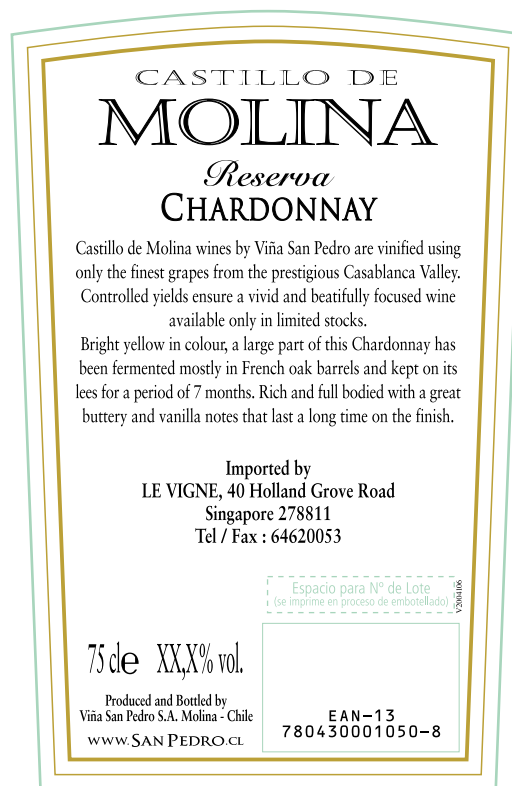 CASTILLO DE
MOLINA
Reserva
CHARDONNAY
Castillo de Molina wines by Viña San Pedro are vinified using
only the finest grapes from the prestigious Casablanca Valley.
Controlled yields ensure a vivid and beatifully focused wine
available only in limited stocks.
Bright yellow in colour, a large part of this Chardonnay has
been fermented mostly in French oak barrels and kept on its
lees for a period of 7 months. Rich and full bodied with a great
buttery and vanilla notes that last a long time on the finish.
Imported by
LE VIGNE, 40 Holland Grove Road
Singapore 278811
Tel / Fax : 64620053
Espacio para Nº de Lote
(se imprime en proceso de embotellado)
V2004106
75 cl e XX,X% vol.
Produced and Bottled by
Viña San Pedro S.A. Molina - Chile
WWW.SAN PEDRO.CL
EAN-13
780430001050-8